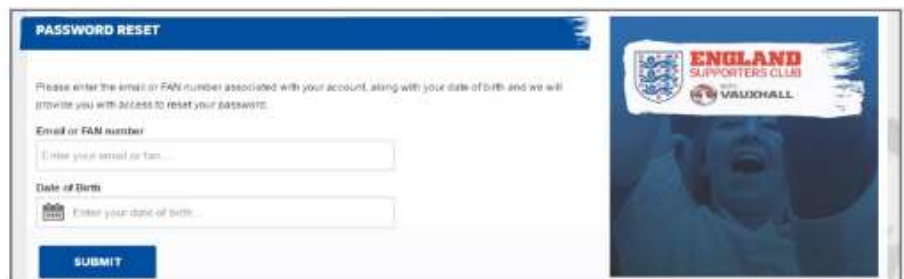 PASSWORD RESET
Please enter the email or FAN number associated with your account, along with your date of birth and we will
provide you with access to reset your password.
Email or FAN number
Enter your email or fan...
Date of Birth
Enter your date of birth...
SUBMIT
ENGLAND
SUPPORTERS CLUB
WITH
VAUXHALL